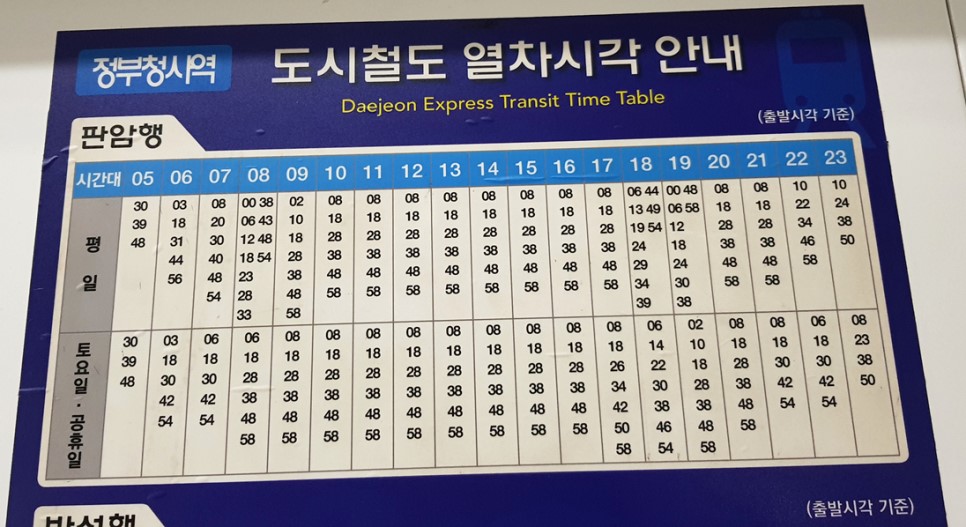 정부청사역
도시철도 열차시각 안내
Daejeon Express Transit Time Table
(출발시각 기준)
판암행
시간대 05 06 07 08 09 10 11 12 13 14 15 16 17 18 19 20 21 22 23
평일
30 03 08 00 38 02 08 08 08 08 08 08 08 08 06 44 00 48 08 08 10 10
39 18 20 06 43 10 18 18 18 18 18 18 18 18 13 49 06 58 18 18 22 24
48 31 30 12 48 18 28 28 28 28 28 28 28 28 19 54 12 28 28 34 38
44 40 18 54 28 38 38 38 38 38 38 38 38 24 18 38 38 46 50
56 48 23 38 48 48 48 48 48 48 48 48 29 24 48 48 58
54 28 48 58 58 58 58 58 58 58 58 34 30 58 58
33 58 39 38
토요일·공휴일
30 03 06 06 08 08 08 08 08 08 08 08 08 06 02 08 08 06 08
39 18 18 18 18 18 18 18 18 18 18 18 18 14 10 18 18 18 23
48 30 30 28 28 28 28 28 28 28 28 28 26 22 18 28 30 30 38
42 42 38 38 38 38 38 38 38 38 38 34 30 28 38 42 42 50
54 54 48 48 48 48 48 48 48 48 48 42 38 38 48 54 54
58 58 58 58 58 58 58 58 58 50 46 48 58
58 54 58
반석행
(출발시각 기준)